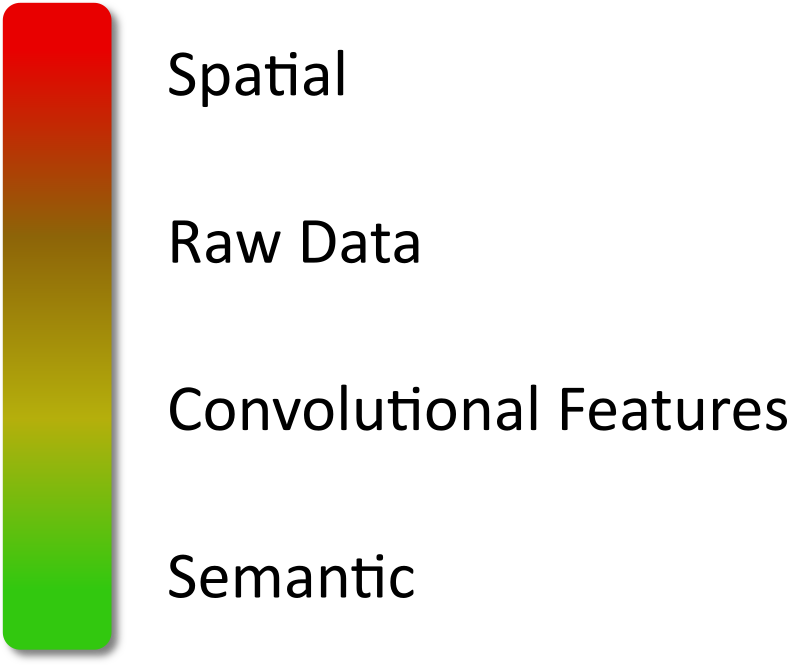 Spatial
Raw Data
Convolutional Features
Semantic